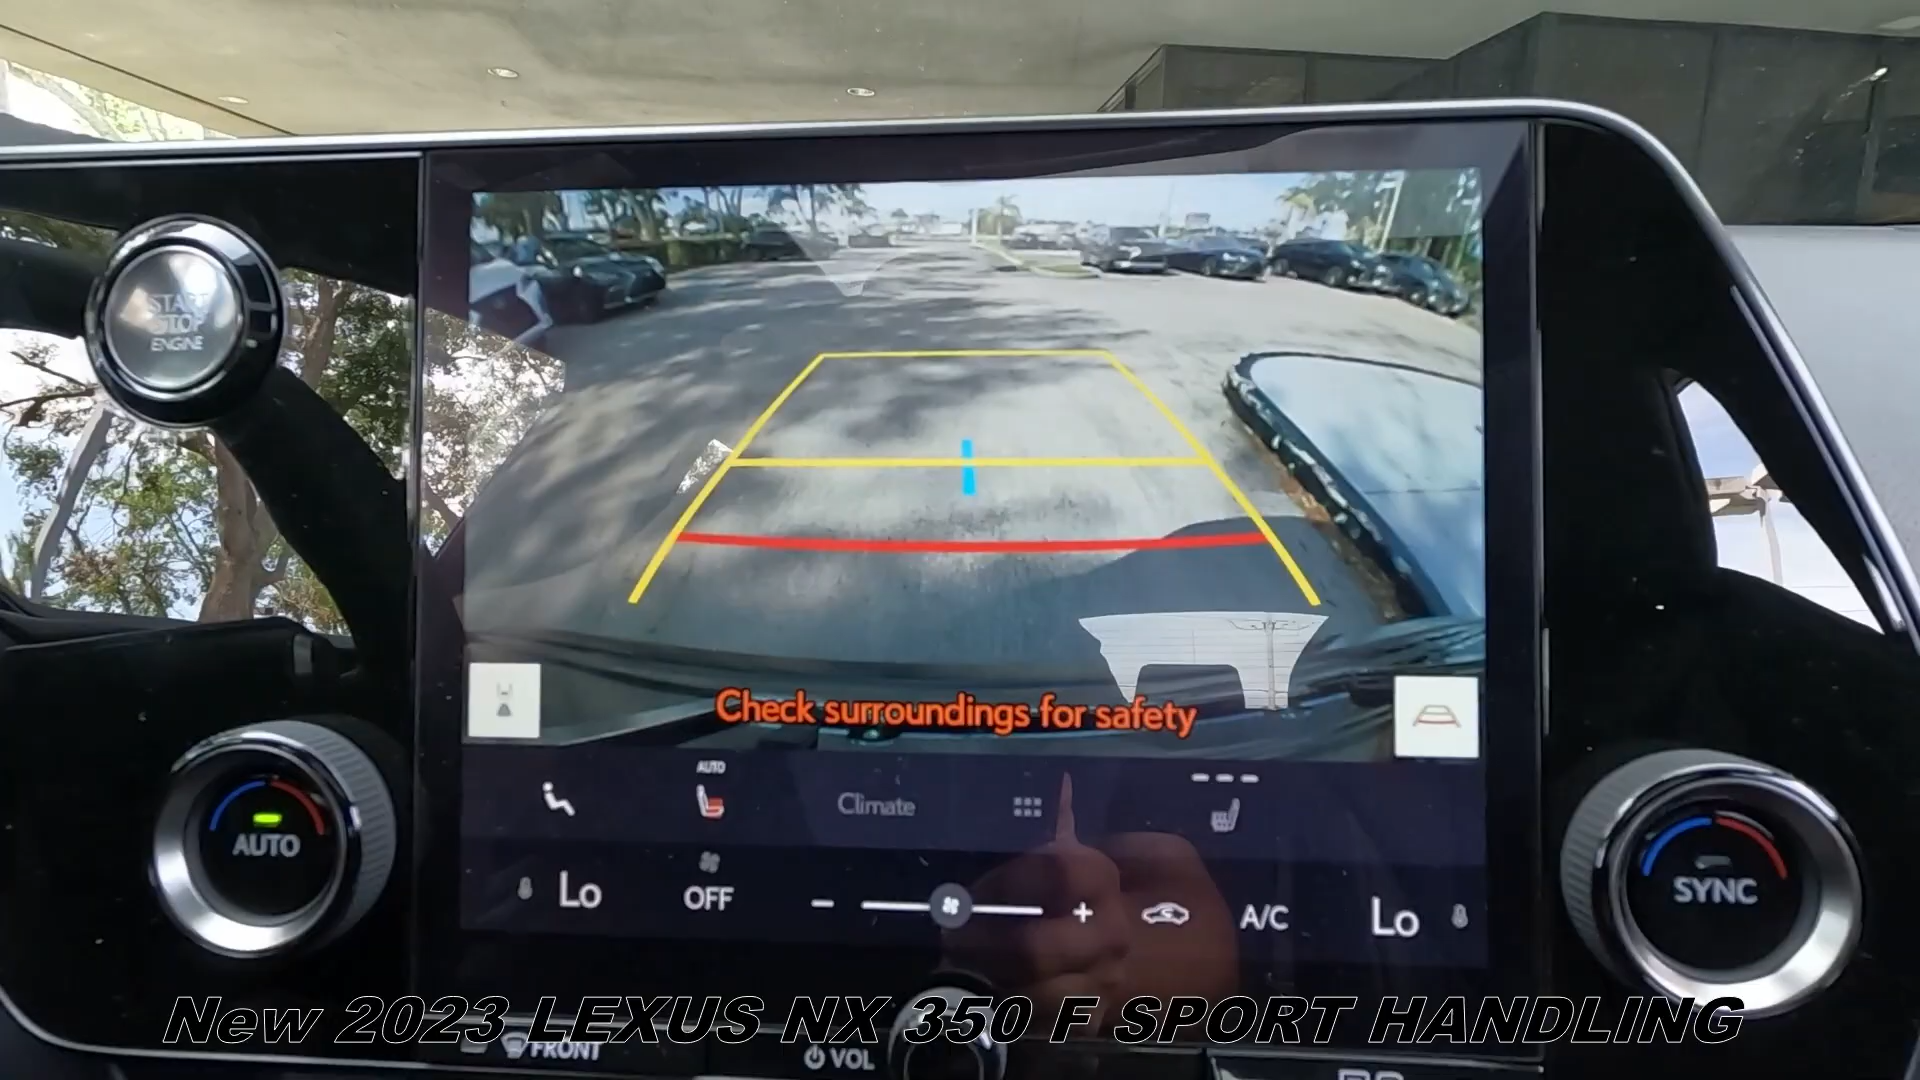 START
STOP
ENGINE
Check surroundings for safety
AUTO
Climate
AUTO
SYNC
Lo
OFF
A/C
Lo
New 2023 LEXUS NX 350 F SPORT HANDLING
FRONT
VOL